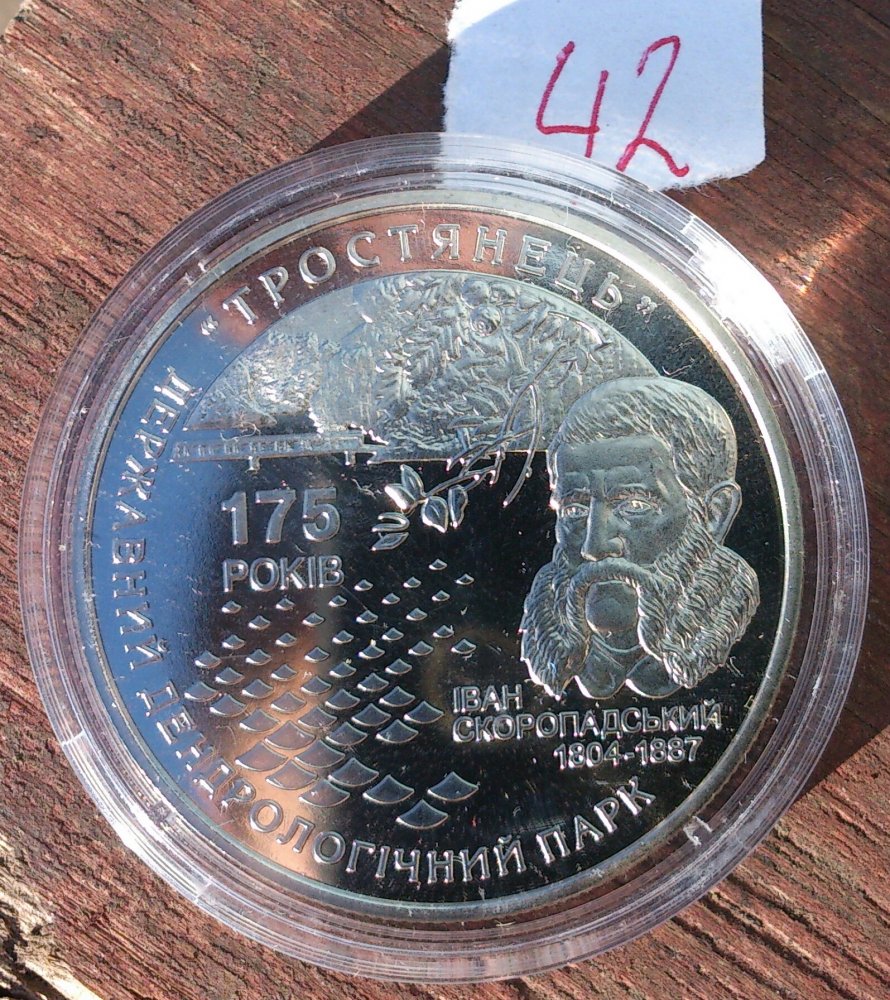 42
"ТРОСТЯНЕЦЬ"
ДЕРЖАВНИЙ ДЕНДРОЛОГІЧНИЙ ПАРК
175
РОКІВ
ІВАН
СКОРОПАДСЬКИЙ
1804-1887